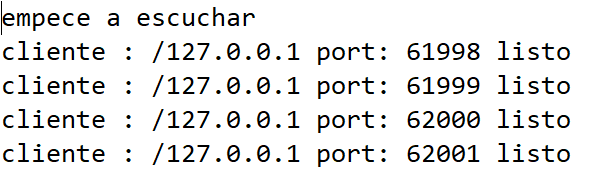 empece a escuchar
cliente : /127.0.0.1 port: 61998 listo
cliente : /127.0.0.1 port: 61999 listo
cliente : /127.0.0.1 port: 62000 listo
cliente : /127.0.0.1 port: 62001 listo